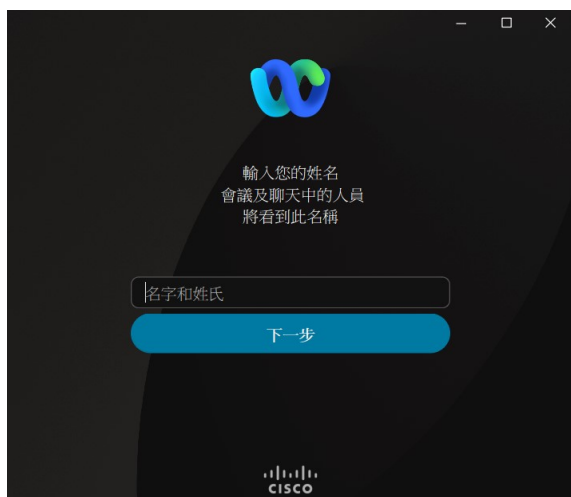 輸入您的姓名
會議及聊天中的人員
將看到此名稱
名字和姓氏
下一步
CISCO